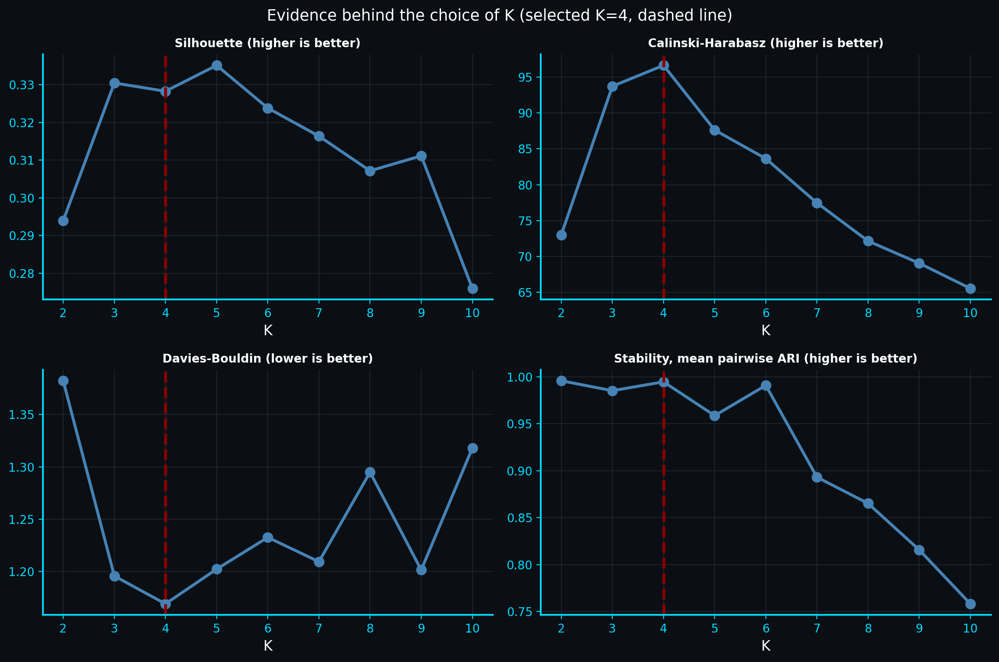 Evidence behind the choice of K (selected K=4, dashed line)
Silhouette (higher is better)
0.33
0.32
0.31
0.30
0.29
0.28
2 3 4 5 6 7 8 9 10
K
Calinski-Harabasz (higher is better)
95
90
85
80
75
70
65
2 3 4 5 6 7 8 9 10
K
Davies-Bouldin (lower is better)
1.35
1.30
1.25
1.20
2 3 4 5 6 7 8 9 10
K
Stability, mean pairwise ARI (higher is better)
1.00
0.95
0.90
0.85
0.80
0.75
2 3 4 5 6 7 8 9 10
K